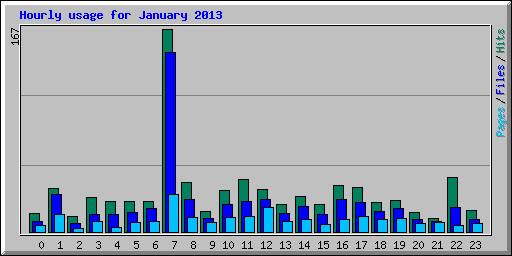 Hourly usage for January 2013
167
Pages / Files / Hits
0 1 2 3 4 5 6 7 8 9 10 11 12 13 14 15 16 17 18 19 20 21 22 23